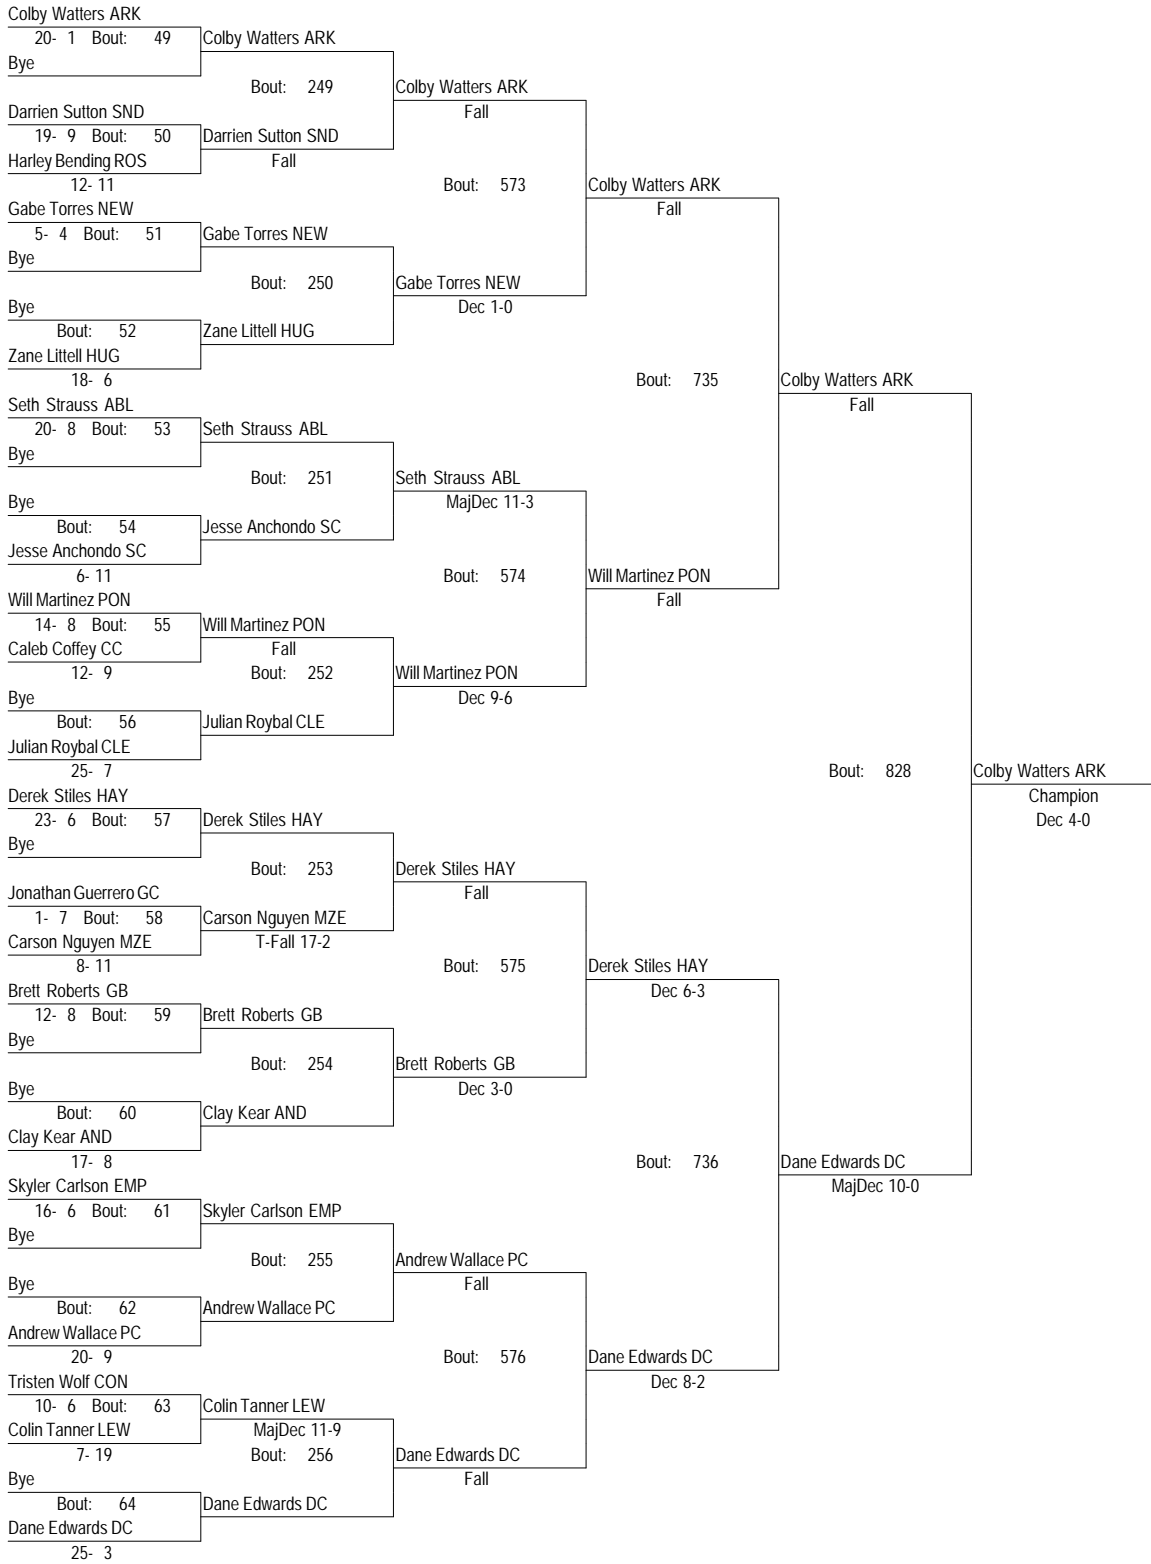 Colby Watters ARK
20- 1 Bout: 49 Colby Watters ARK
Bye
Bout: 249 Colby Watters ARK
Darrien Sutton SND Fall
19- 9 Bout: 50 Darrien Sutton SND
Harley Bending ROS Fall
12- 11 Bout: 573 Colby Watters ARK
Gabe Torres NEW Fall
5- 4 Bout: 51 Gabe Torres NEW
Bye
Bout: 250 Gabe Torres NEW
Bye Dec 1-0
Bout: 52 Zane Littell HUG
Zane Littell HUG
18- 6 Bout: 735 Colby Watters ARK
Seth Strauss ABL Fall
20- 8 Bout: 53 Seth Strauss ABL
Bye
Bout: 251 Seth Strauss ABL
Bye MajDec 11-3
Bout: 54 Jesse Anchondo SC
Jesse Anchondo SC
6- 11 Bout: 574 Will Martinez PON
Will Martinez PON Fall
14- 8 Bout: 55 Will Martinez PON
Caleb Coffey CC Fall
12- 9 Bout: 252 Will Martinez PON
Bye Dec 9-6
Bout: 56 Julian Roybal CLE
Julian Roybal CLE
25- 7 Bout: 828 Colby Watters ARK
Derek Stiles HAY Champion
23- 6 Bout: 57 Derek Stiles HAY Dec 4-0
Bye
Bout: 253 Derek Stiles HAY
Jonathan Guerrero GC Fall
1- 7 Bout: 58 Carson Nguyen MZE
Carson Nguyen MZE T-Fall 17-2
8- 11 Bout: 575 Derek Stiles HAY
Brett Roberts GB Dec 6-3
12- 8 Bout: 59 Brett Roberts GB
Bye
Bout: 254 Brett Roberts GB
Bye Dec 3-0
Bout: 60 Clay Kear AND
Clay Kear AND
17- 8 Bout: 736 Dane Edwards DC
Skyler Carlson EMP MajDec 10-0
16- 6 Bout: 61 Skyler Carlson EMP
Bye
Bout: 255 Andrew Wallace PC
Bye Fall
Bout: 62 Andrew Wallace PC
Andrew Wallace PC
20- 9 Bout: 576 Dane Edwards DC
Tristen Wolf CON Dec 8-2
10- 6 Bout: 63 Colin Tanner LEW
Colin Tanner LEW MajDec 11-9
7- 19 Bout: 256 Dane Edwards DC
Bye Fall
Bout: 64 Dane Edwards DC
Dane Edwards DC
25- 3